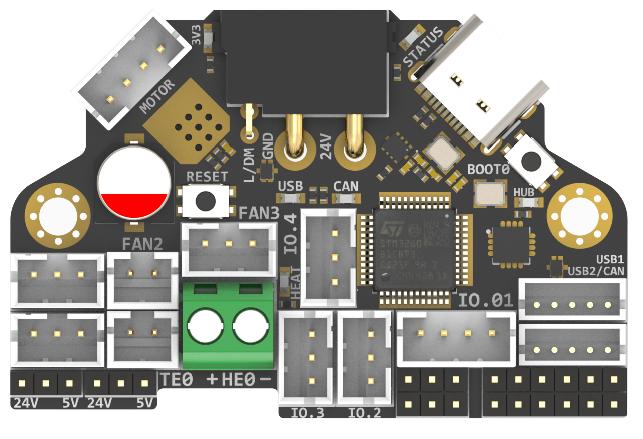 3V3
STATUS
MOTOR
L/DM
GND
24V
RESET
USB
CAN
BOOT0
HUB
FAN3
FAN2
IO.4
HEAT
ST
USB1
USB2/CAN
IO.01
TE0 + HE0 -
24V 5V 24V 5V
IO.3
IO.2